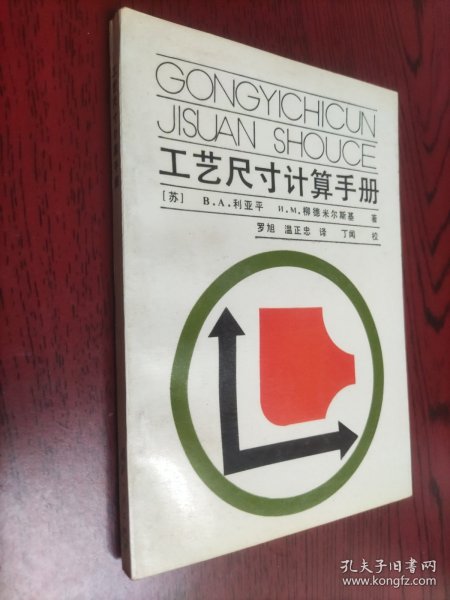 GONGYICHICUN
JISUAN SHOUCE
工艺尺寸计算手册
[苏] В.А.利亚平 И.М.柳德米尔斯基 著
罗旭 温正忠 译 丁闻 校
孔夫子旧书网
www.kongfz.com